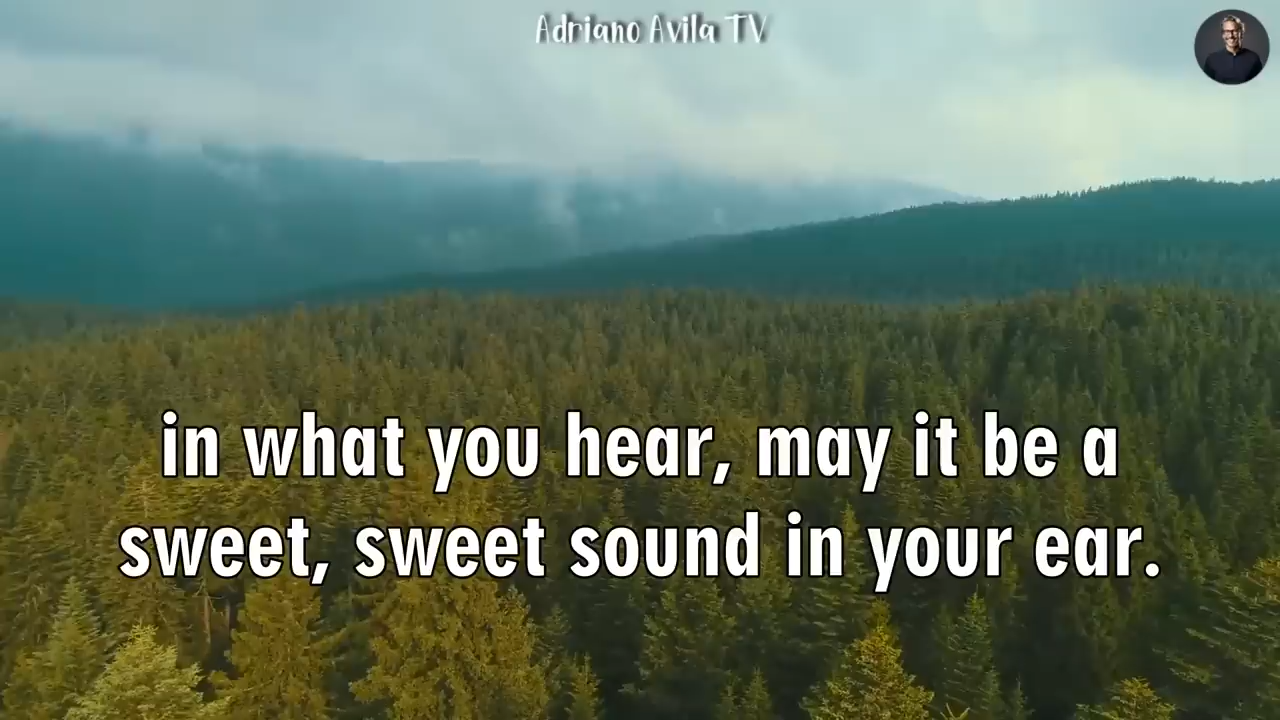 Adriano Avila TV
in what you hear, may it be a
sweet, sweet sound in your ear.